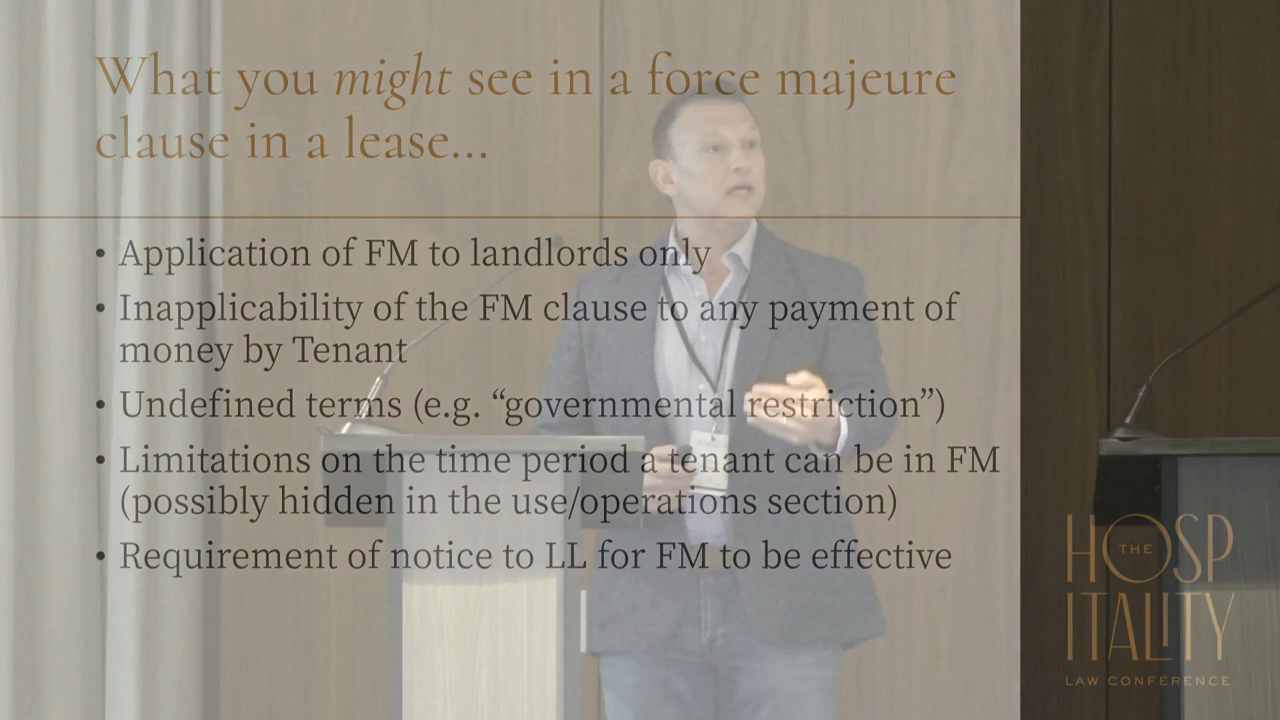 What you might see in a force majeure
clause in a lease...
• Application of FM to landlords only
• Inapplicability of the FM clause to any payment of
money by Tenant
• Undefined terms (e.g. “governmental restriction”)
• Limitations on the time period a tenant can be in FM
(possibly hidden in the use/operations section)
• Requirement of notice to LL for FM to be effective
THE
HOSP
ITALITY
LAW CONFERENCE